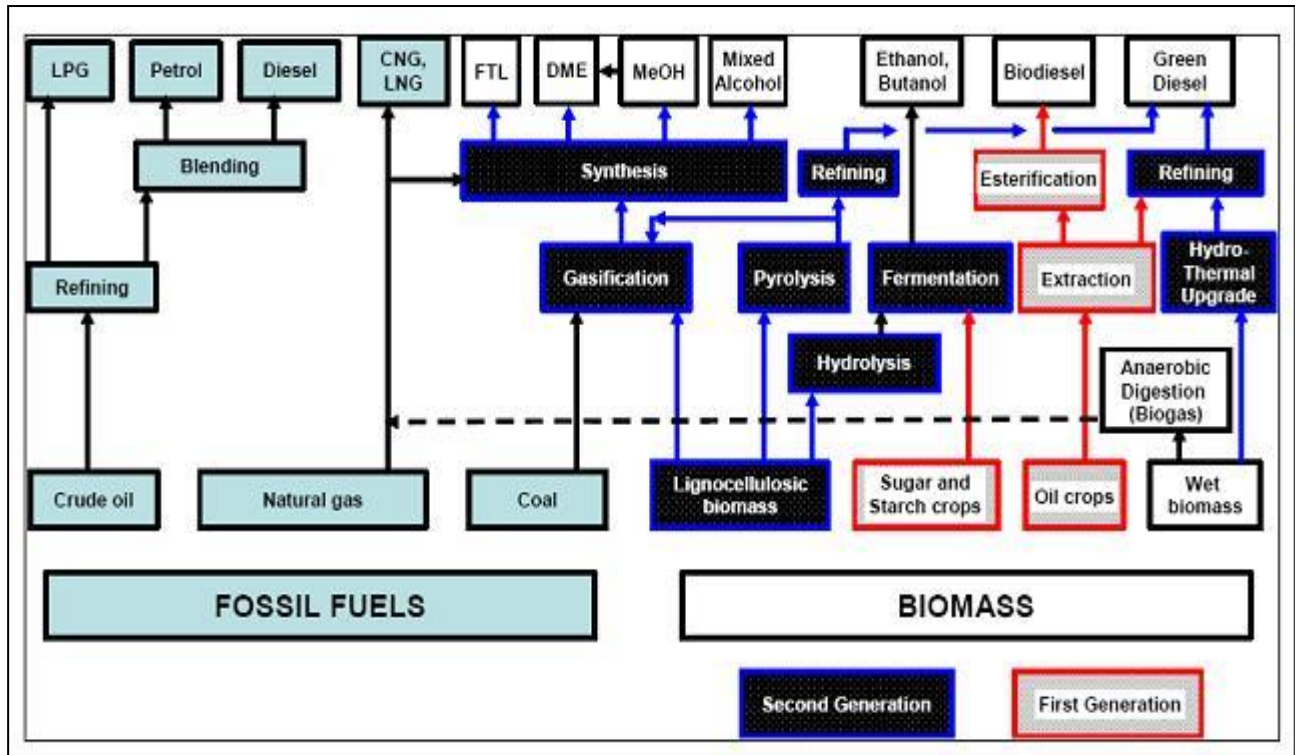 LPG
Petrol
Diesel
CNG,
LNG
FTL
DME
MeOH
Mixed
Alcohol
Ethanol,
Butanol
Biodiesel
Green
Diesel
Blending
Synthesis
Refining
Esterification
Refining
Refining
Gasification
Pyrolysis
Fermentation
Extraction
Hydro-
Thermal
Upgrade
Hydrolysis
Anaerobic
Digestion
(Biogas)
Crude oil
Natural gas
Coal
Lignocellulosic
biomass
Sugar and
Starch crops
Oil crops
Wet
biomass
FOSSIL FUELS
BIOMASS
Second Generation
First Generation